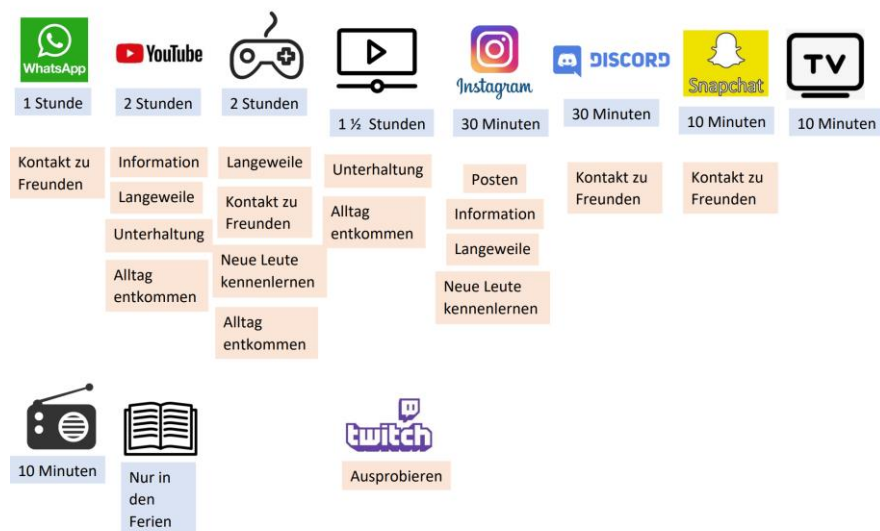 WhatsApp
YouTube
Instagram
DISCORD
Snapchat
TV
1 Stunde
2 Stunden
2 Stunden
1 ½ Stunden
30 Minuten
30 Minuten
10 Minuten
10 Minuten
Kontakt zu
Freunden
Information
Langeweile
Unterhaltung
Alltag
entkommen
Langeweile
Kontakt zu
Freunden
Neue Leute
kennenlernen
Alltag
entkommen
Unterhaltung
Alltag
entkommen
Posten
Information
Langeweile
Neue Leute
kennenlernen
Kontakt zu
Freunden
Kontakt zu
Freunden
twitch
10 Minuten
Nur in
den
Ferien
Ausprobieren